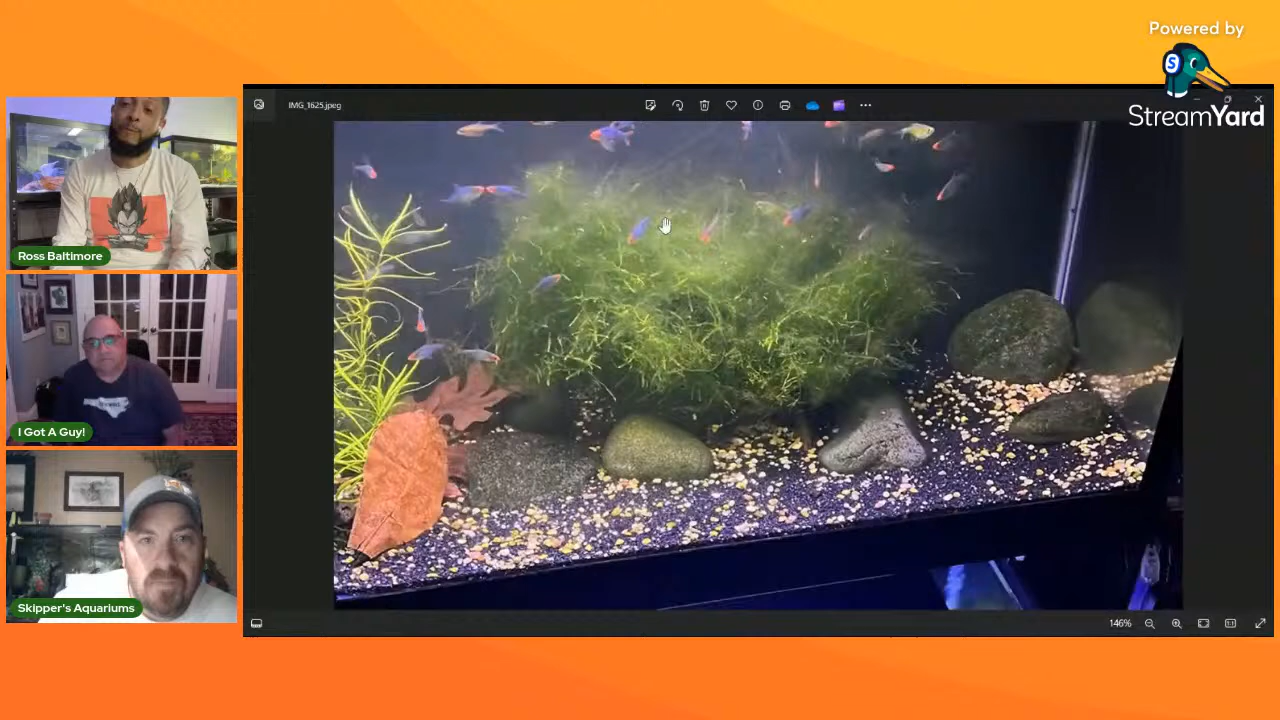 Powered by
StreamYard
IMG_1625.jpeg
Ross Baltimore
I Got A Guy!
Skipper's Aquariums
146%